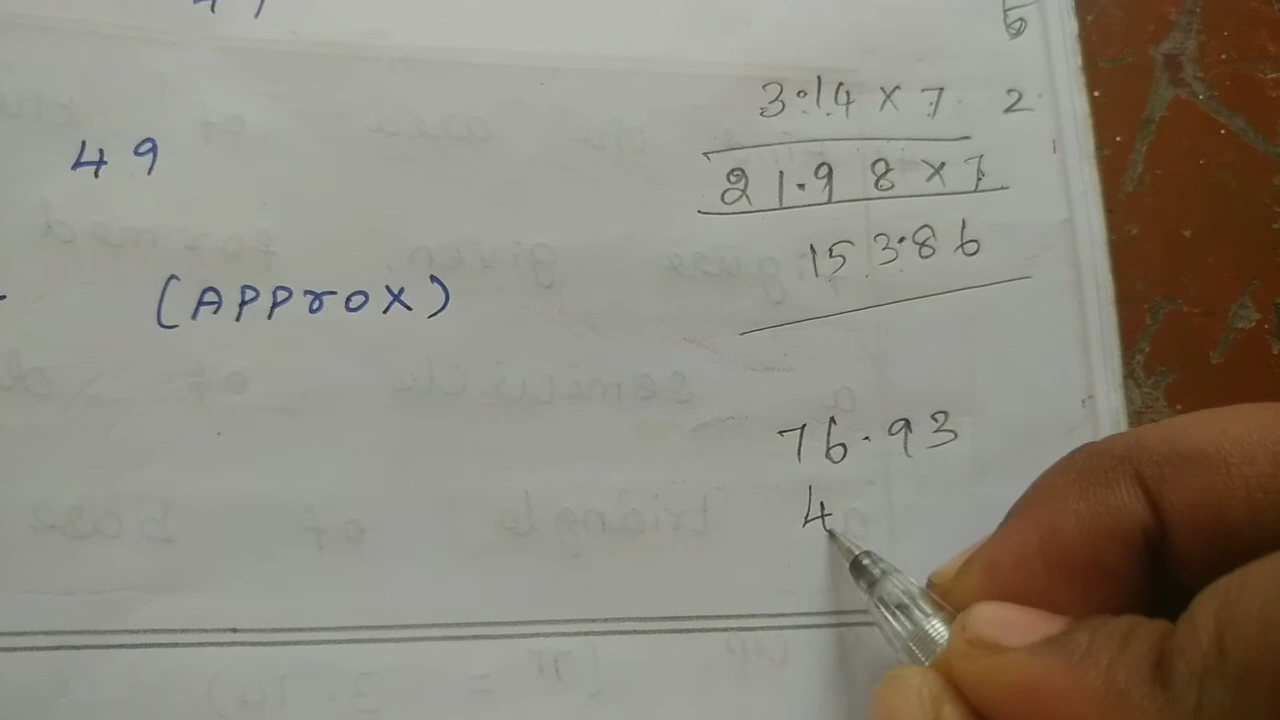 3.14 x 7 2
49
21.98 x 7
153.86
(Approx)
76.93
4